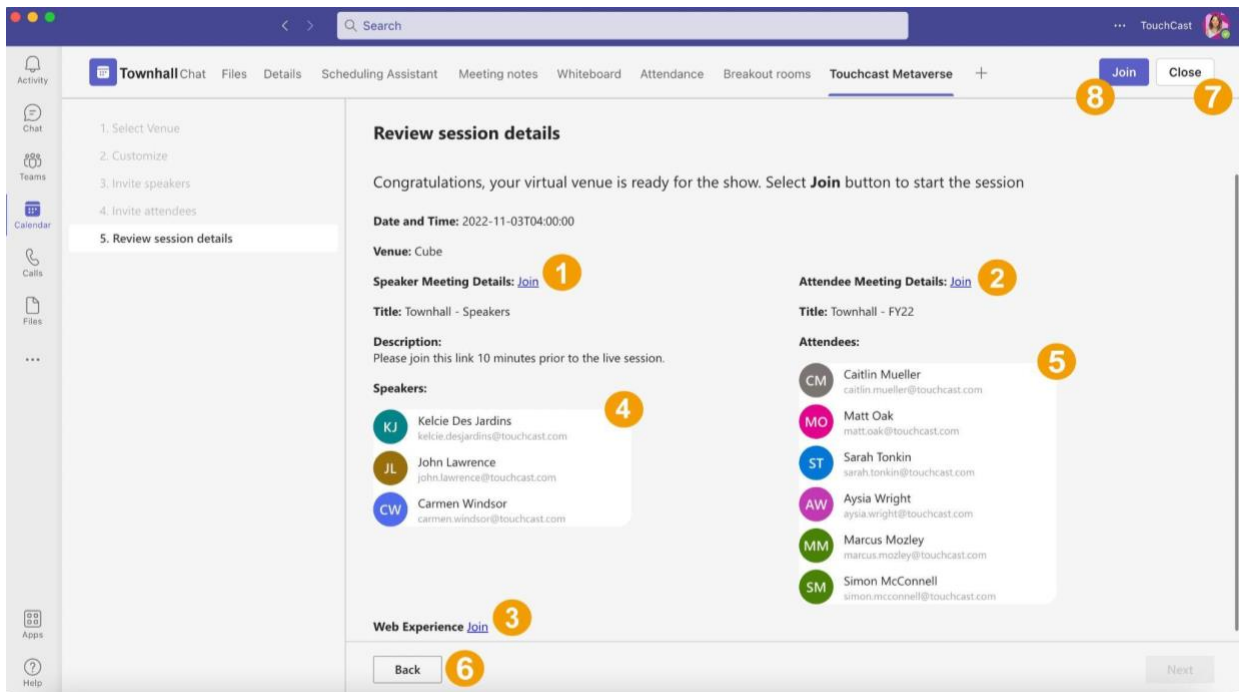 Search
TouchCast
Activity
Chat
Teams
Calendar
Calls
Files
Apps
Help
Townhall Chat Files Details Scheduling Assistant Meeting notes Whiteboard Attendance Breakout rooms Touchcast Metaverse
Join
Close
8
7
1. Select Venue
2. Customize
3. Invite speakers
4. Invite attendees
5. Review session details
Review session details
Congratulations, your virtual venue is ready for the show. Select Join button to start the session
Date and Time: 2022-11-03T04:00:00
Venue: Cube
Speaker Meeting Details: Join
1
Title: Townhall - Speakers
Description:
Please join this link 10 minutes prior to the live session.
Speakers:
4
KJ
Kelcie Des Jardins
kelcie.desjardins@touchcast.com
JL
John Lawrence
john.lawrence@touchcast.com
CW
Carmen Windsor
carmen.windsor@touchcast.com
Attendee Meeting Details: Join
2
Title: Townhall - FY22
Attendees:
5
CM
Caitlin Mueller
caitlin.mueller@touchcast.com
MO
Matt Oak
matt.oak@touchcast.com
ST
Sarah Tonkin
sarah.tonkin@touchcast.com
AW
Aysia Wright
aysia.wright@touchcast.com
MM
Marcus Mozley
marcus.mozley@touchcast.com
SM
Simon McConnell
simon.mcconnell@touchcast.com
Web Experience Join
3
Back
6
Next